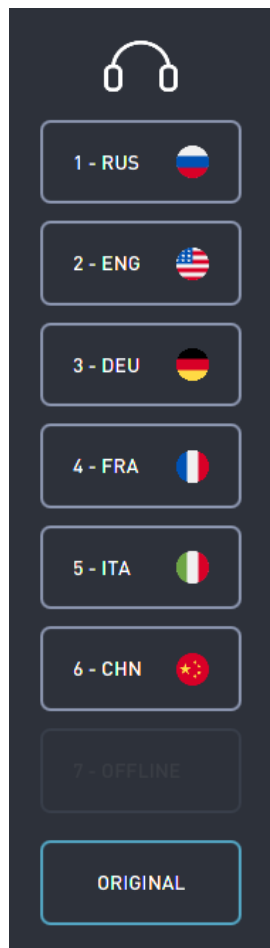 1 - RUS
2 - ENG
3 - DEU
4 - FRA
5 - ITA
6 - CHN
7 - OFFLINE
ORIGINAL